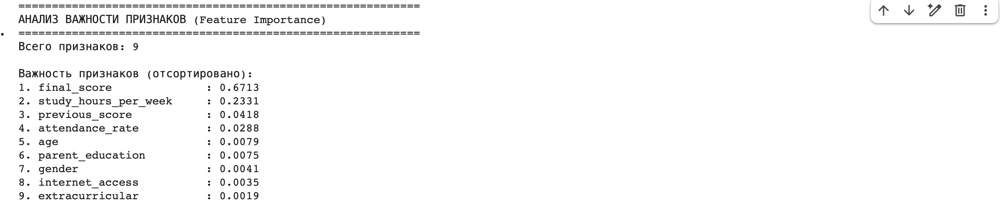 ============================================================
АНАЛИЗ ВАЖНОСТИ ПРИЗНАКОВ (Feature Importance)
============================================================
Всего признаков: 9
Важность признаков (отсортировано):
1. final_score : 0.6713
2. study_hours_per_week : 0.2331
3. previous_score : 0.0418
4. attendance_rate : 0.0288
5. age : 0.0079
6. parent_education : 0.0075
7. gender : 0.0041
8. internet_access : 0.0035
9. extracurricular : 0.0019